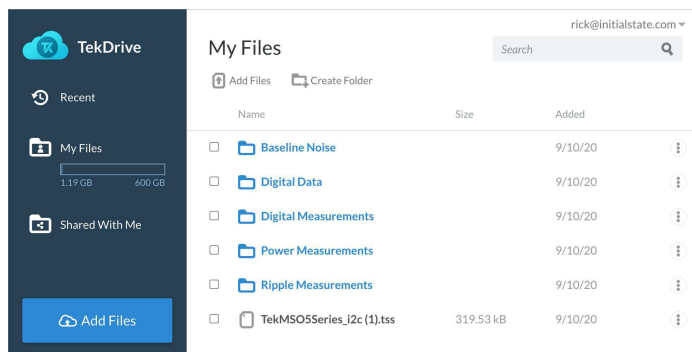 rick@initialstate.com
TK TekDrive
My Files
Search
Add Files Create Folder
Recent
Name Size Added
My Files
1.19 GB 600 GB
Baseline Noise 9/10/20
Digital Data 9/10/20
Shared With Me
Digital Measurements 9/10/20
Power Measurements 9/10/20
Ripple Measurements 9/10/20
Add Files
TekMSO5Series_i2c (1).tss 319.53 kB 9/10/20